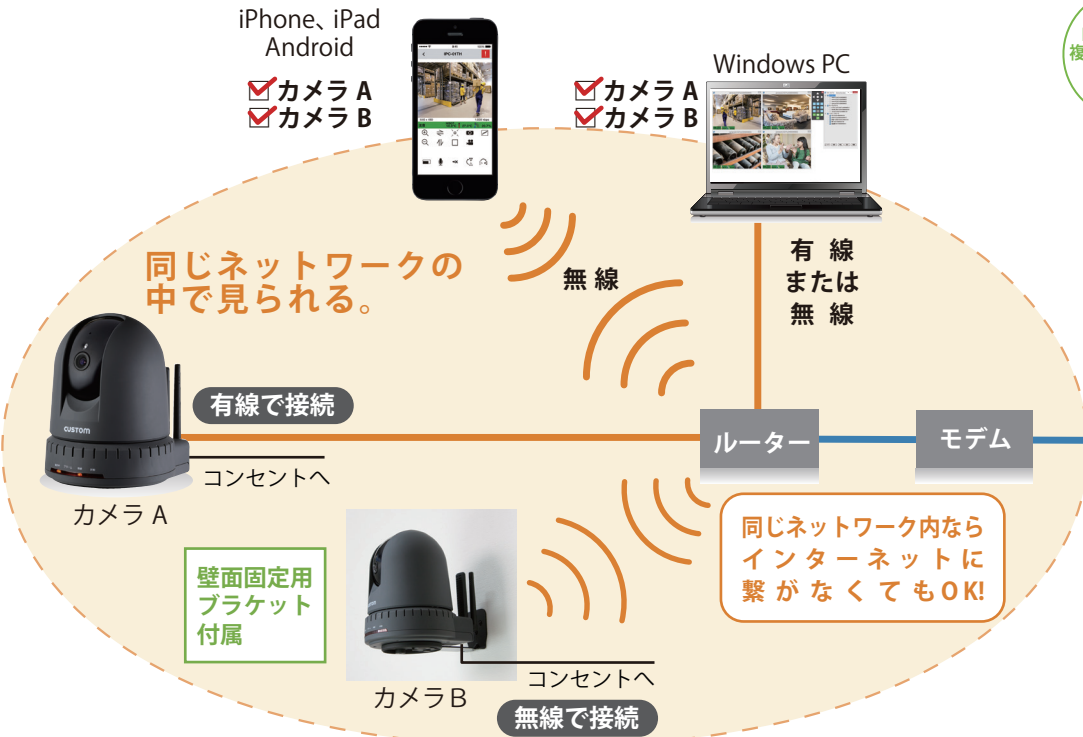 iPhone、iPad
Android
カメラ A
カメラ B
カメラ A
カメラ B
Windows PC
複
IPC-01TH
同じネットワークの
中で見られる。
無線
有線
または
無線
CUSTOM
有線で接続
コンセントへ
カメラ A
ルーター
モデム
同じネットワーク内なら
インターネットに
繋がなくてもOK!
壁面固定用
ブラケット
付属
CUSTOM
コンセントへ
カメラB
無線で接続